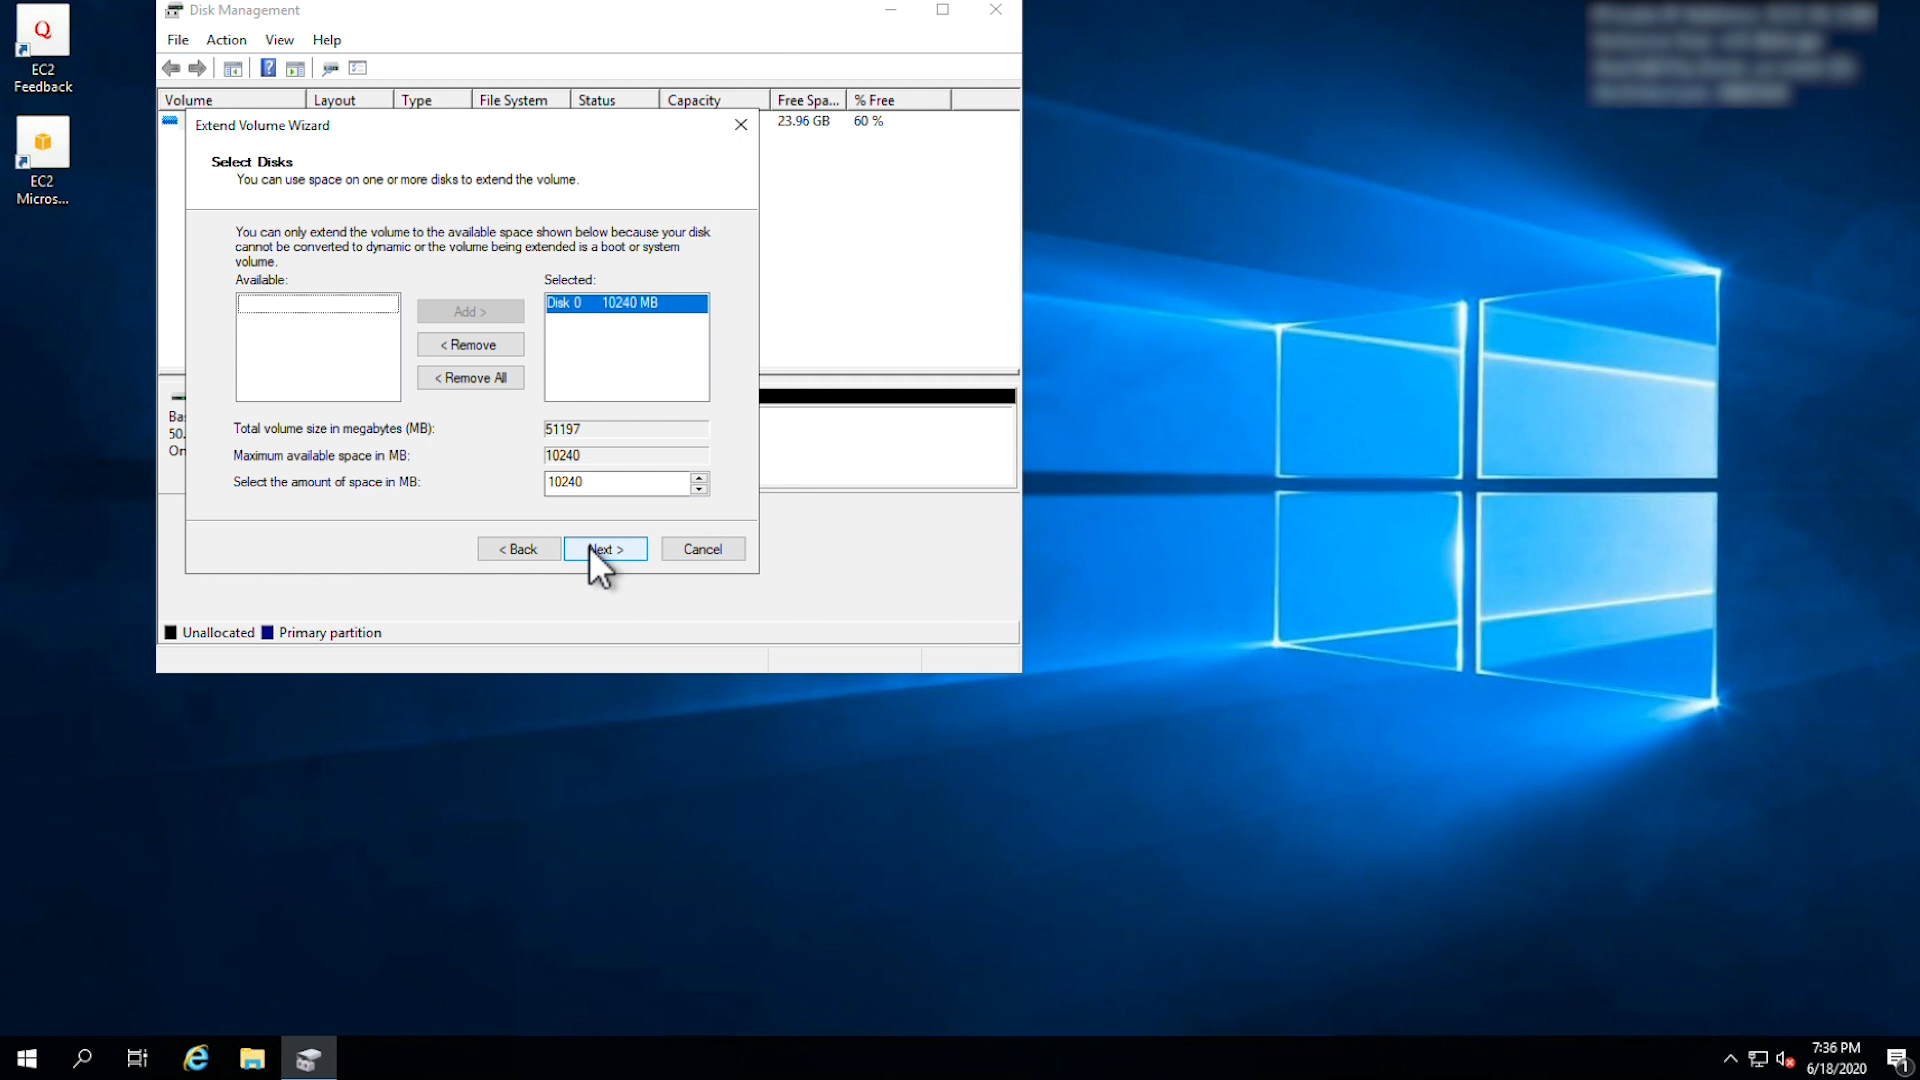 EC2
Feedback
EC2
Micros...
Disk Management
File Action View Help
Volume Layout Type File System Status Capacity Free Spa... % Free
23.96 GB 60 %
Extend Volume Wizard
Select Disks
You can use space on one or more disks to extend the volume.
You can only extend the volume to the available space shown below because your disk
cannot be converted to dynamic or the volume being extended is a boot or system
volume.
Available: Selected:
Disk 0 10240 MB
Add >
< Remove
< Remove All
Bas
50.
On
Total volume size in megabytes (MB): 51197
Maximum available space in MB: 10240
Select the amount of space in MB: 10240
< Back Next > Cancel
Unallocated Primary partition
7:36 PM
6/18/2020
1